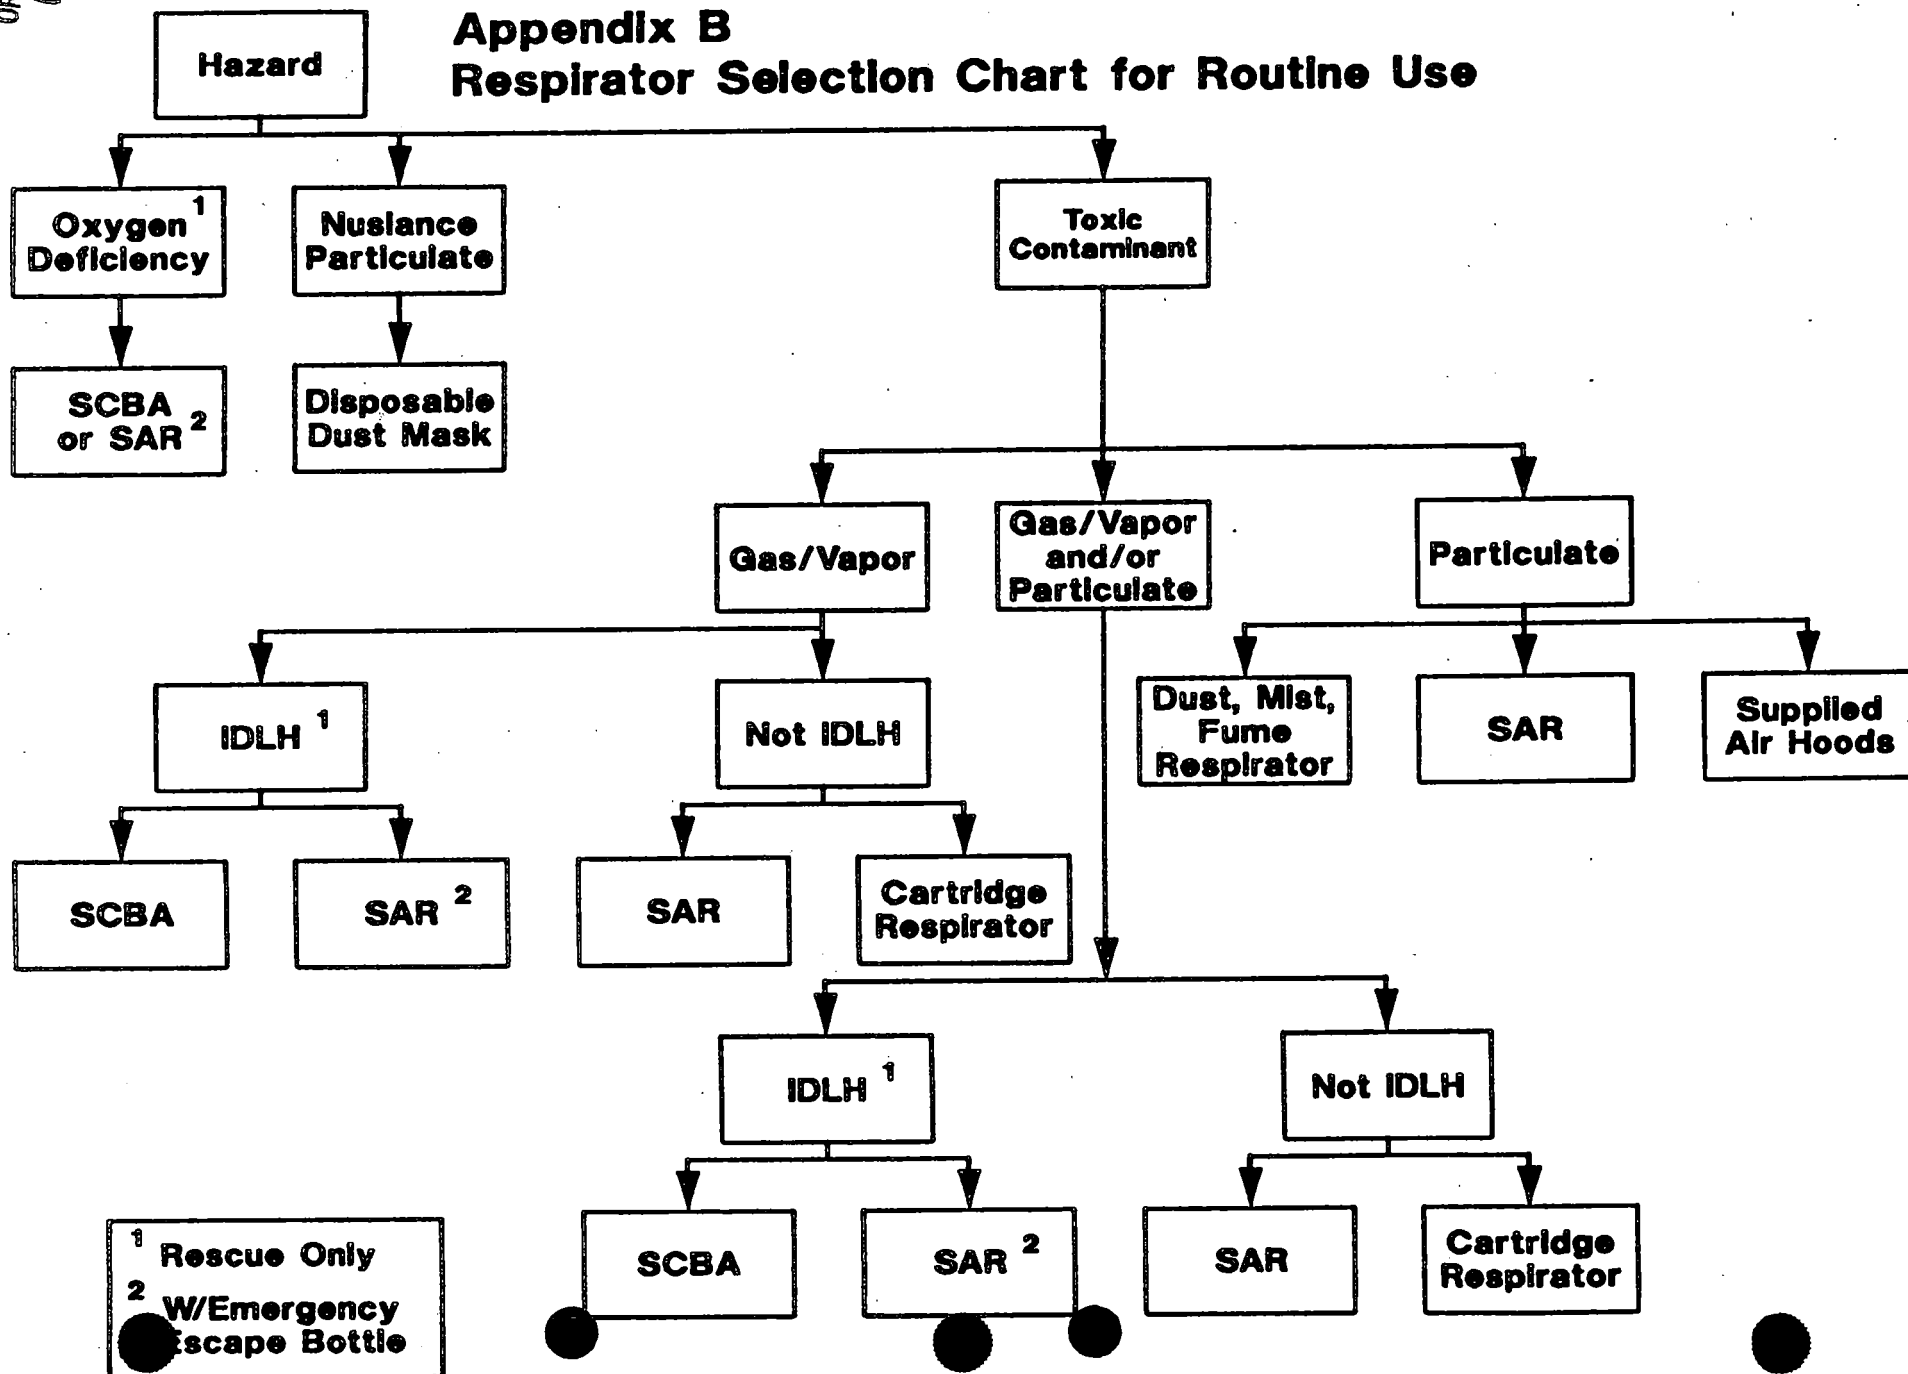 Appendix B
Respirator Selection Chart for Routine Use
Hazard
Oxygen 1
Deficiency
Nusiance
Particulate
Toxic
Contaminant
SCBA
or SAR 2
Disposable
Dust Mask
Gas/Vapor
Gas/Vapor
and/or
Particulate
Particulate
IDLH 1
Not IDLH
Dust, Mist,
Fume
Respirator
SAR
Supplied
Air Hoods
SCBA
SAR 2
SAR
Cartridge
Respirator
IDLH 1
Not IDLH
SCBA
SAR 2
SAR
Cartridge
Respirator
1 Rescue Only
2 W/Emergency
Escape Bottle